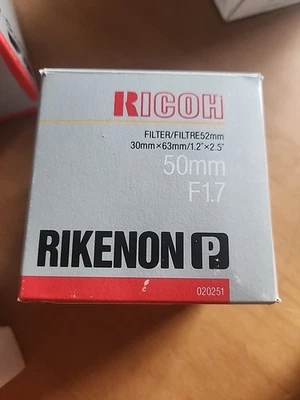 RICOH
FILTER/FILTRE52mm
30mm×63mm/1.2"×2.5"
50mm
F1.7
RIKENON P
020251